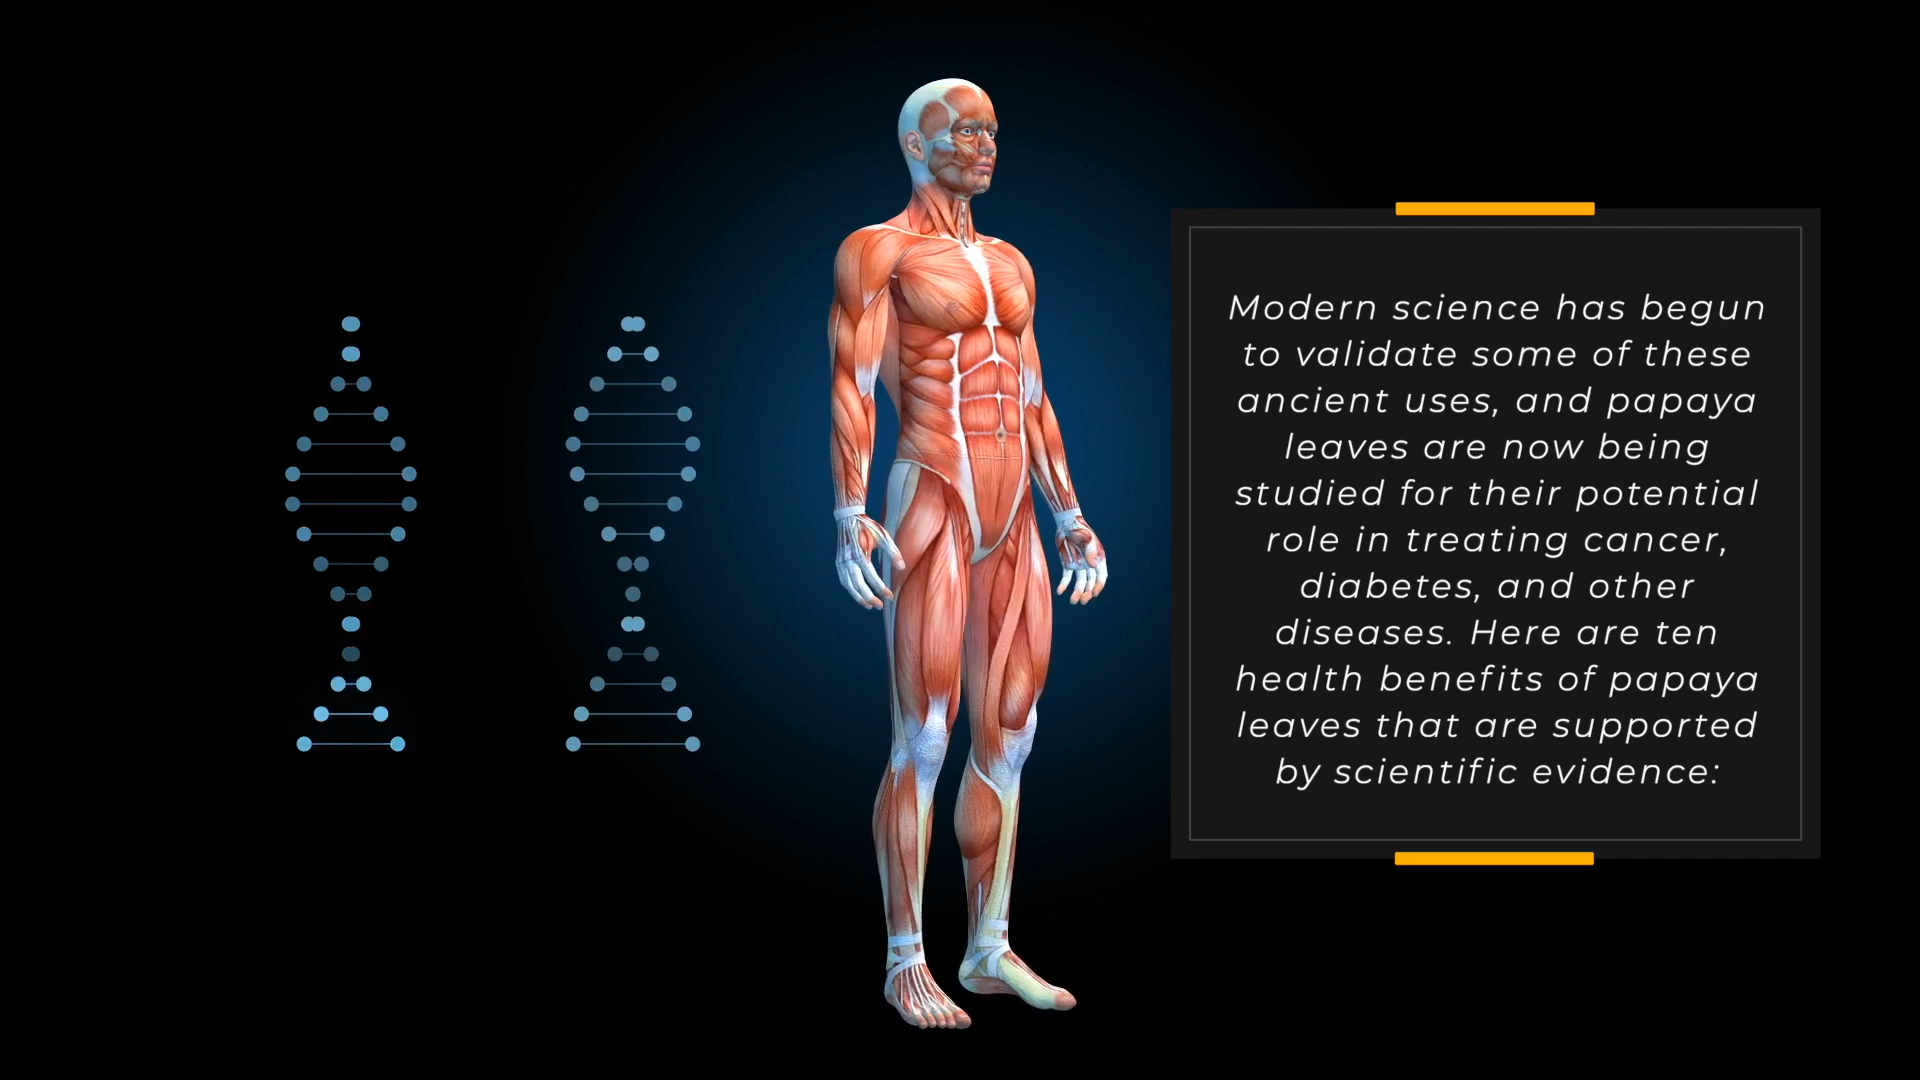 Modern science has begun
to validate some of these
ancient uses, and papaya
leaves are now being
studied for their potential
role in treating cancer,
diabetes, and other
diseases. Here are ten
health benefits of papaya
leaves that are supported
by scientific evidence: